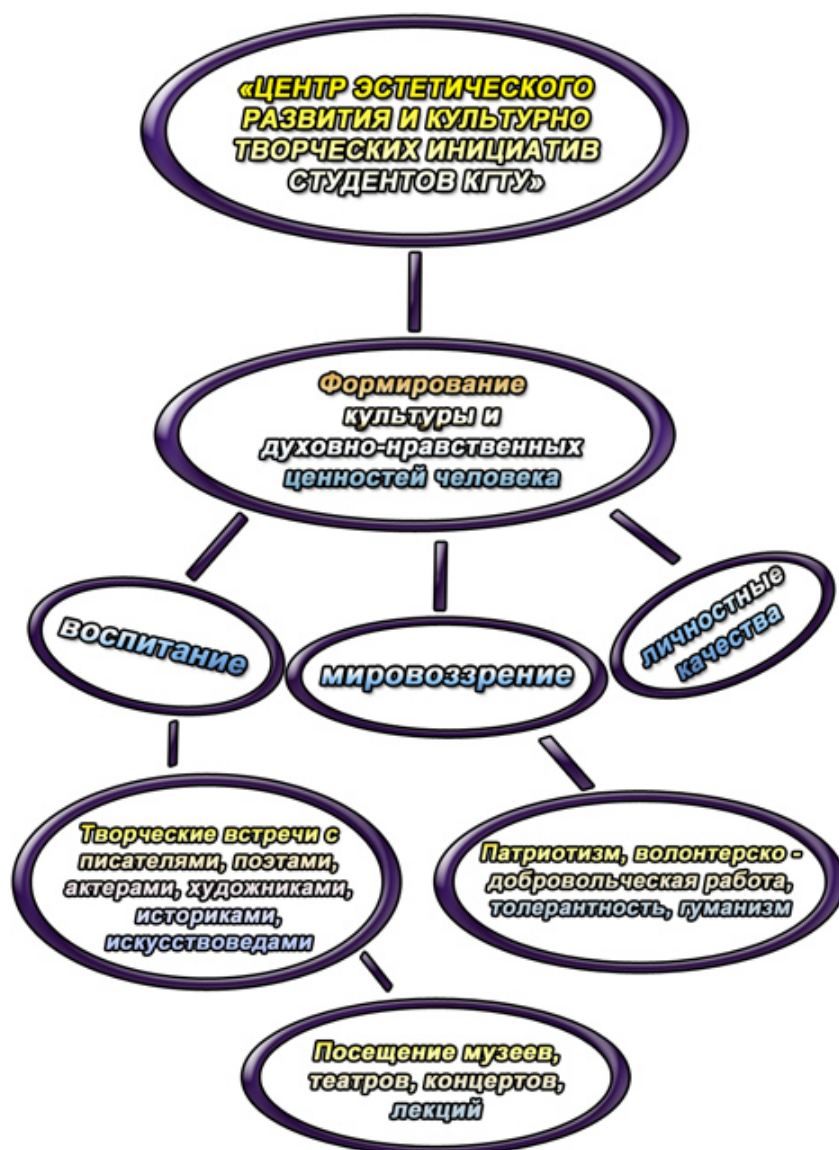 «ЦЕНТР ЭСТЕТИЧЕСКОГО
РАЗВИТИЯ И КУЛЬТУРНО
ТВОРЧЕСКИХ ИНИЦИАТИВ
СТУДЕНТОВ КГТУ»
Формирование
культуры и
духовно-нравственных
ценностей человека
воспитание
мировоззрение
личностные
качества
Творческие встречи с
писателями, поэтами,
актерами, художниками,
историками,
искусствоведами
Патриотизм, волонтерско -
добровольческая работа,
толерантность, гуманизм
Посещение музеев,
театров, концертов,
лекций